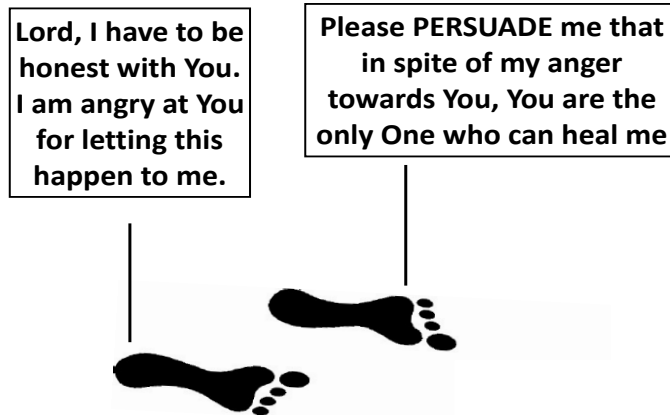 Lord, I have to be
honest with You.
I am angry at You
for letting this
happen to me.
Please PERSUADE me that
in spite of my anger
towards You, You are the
only One who can heal me